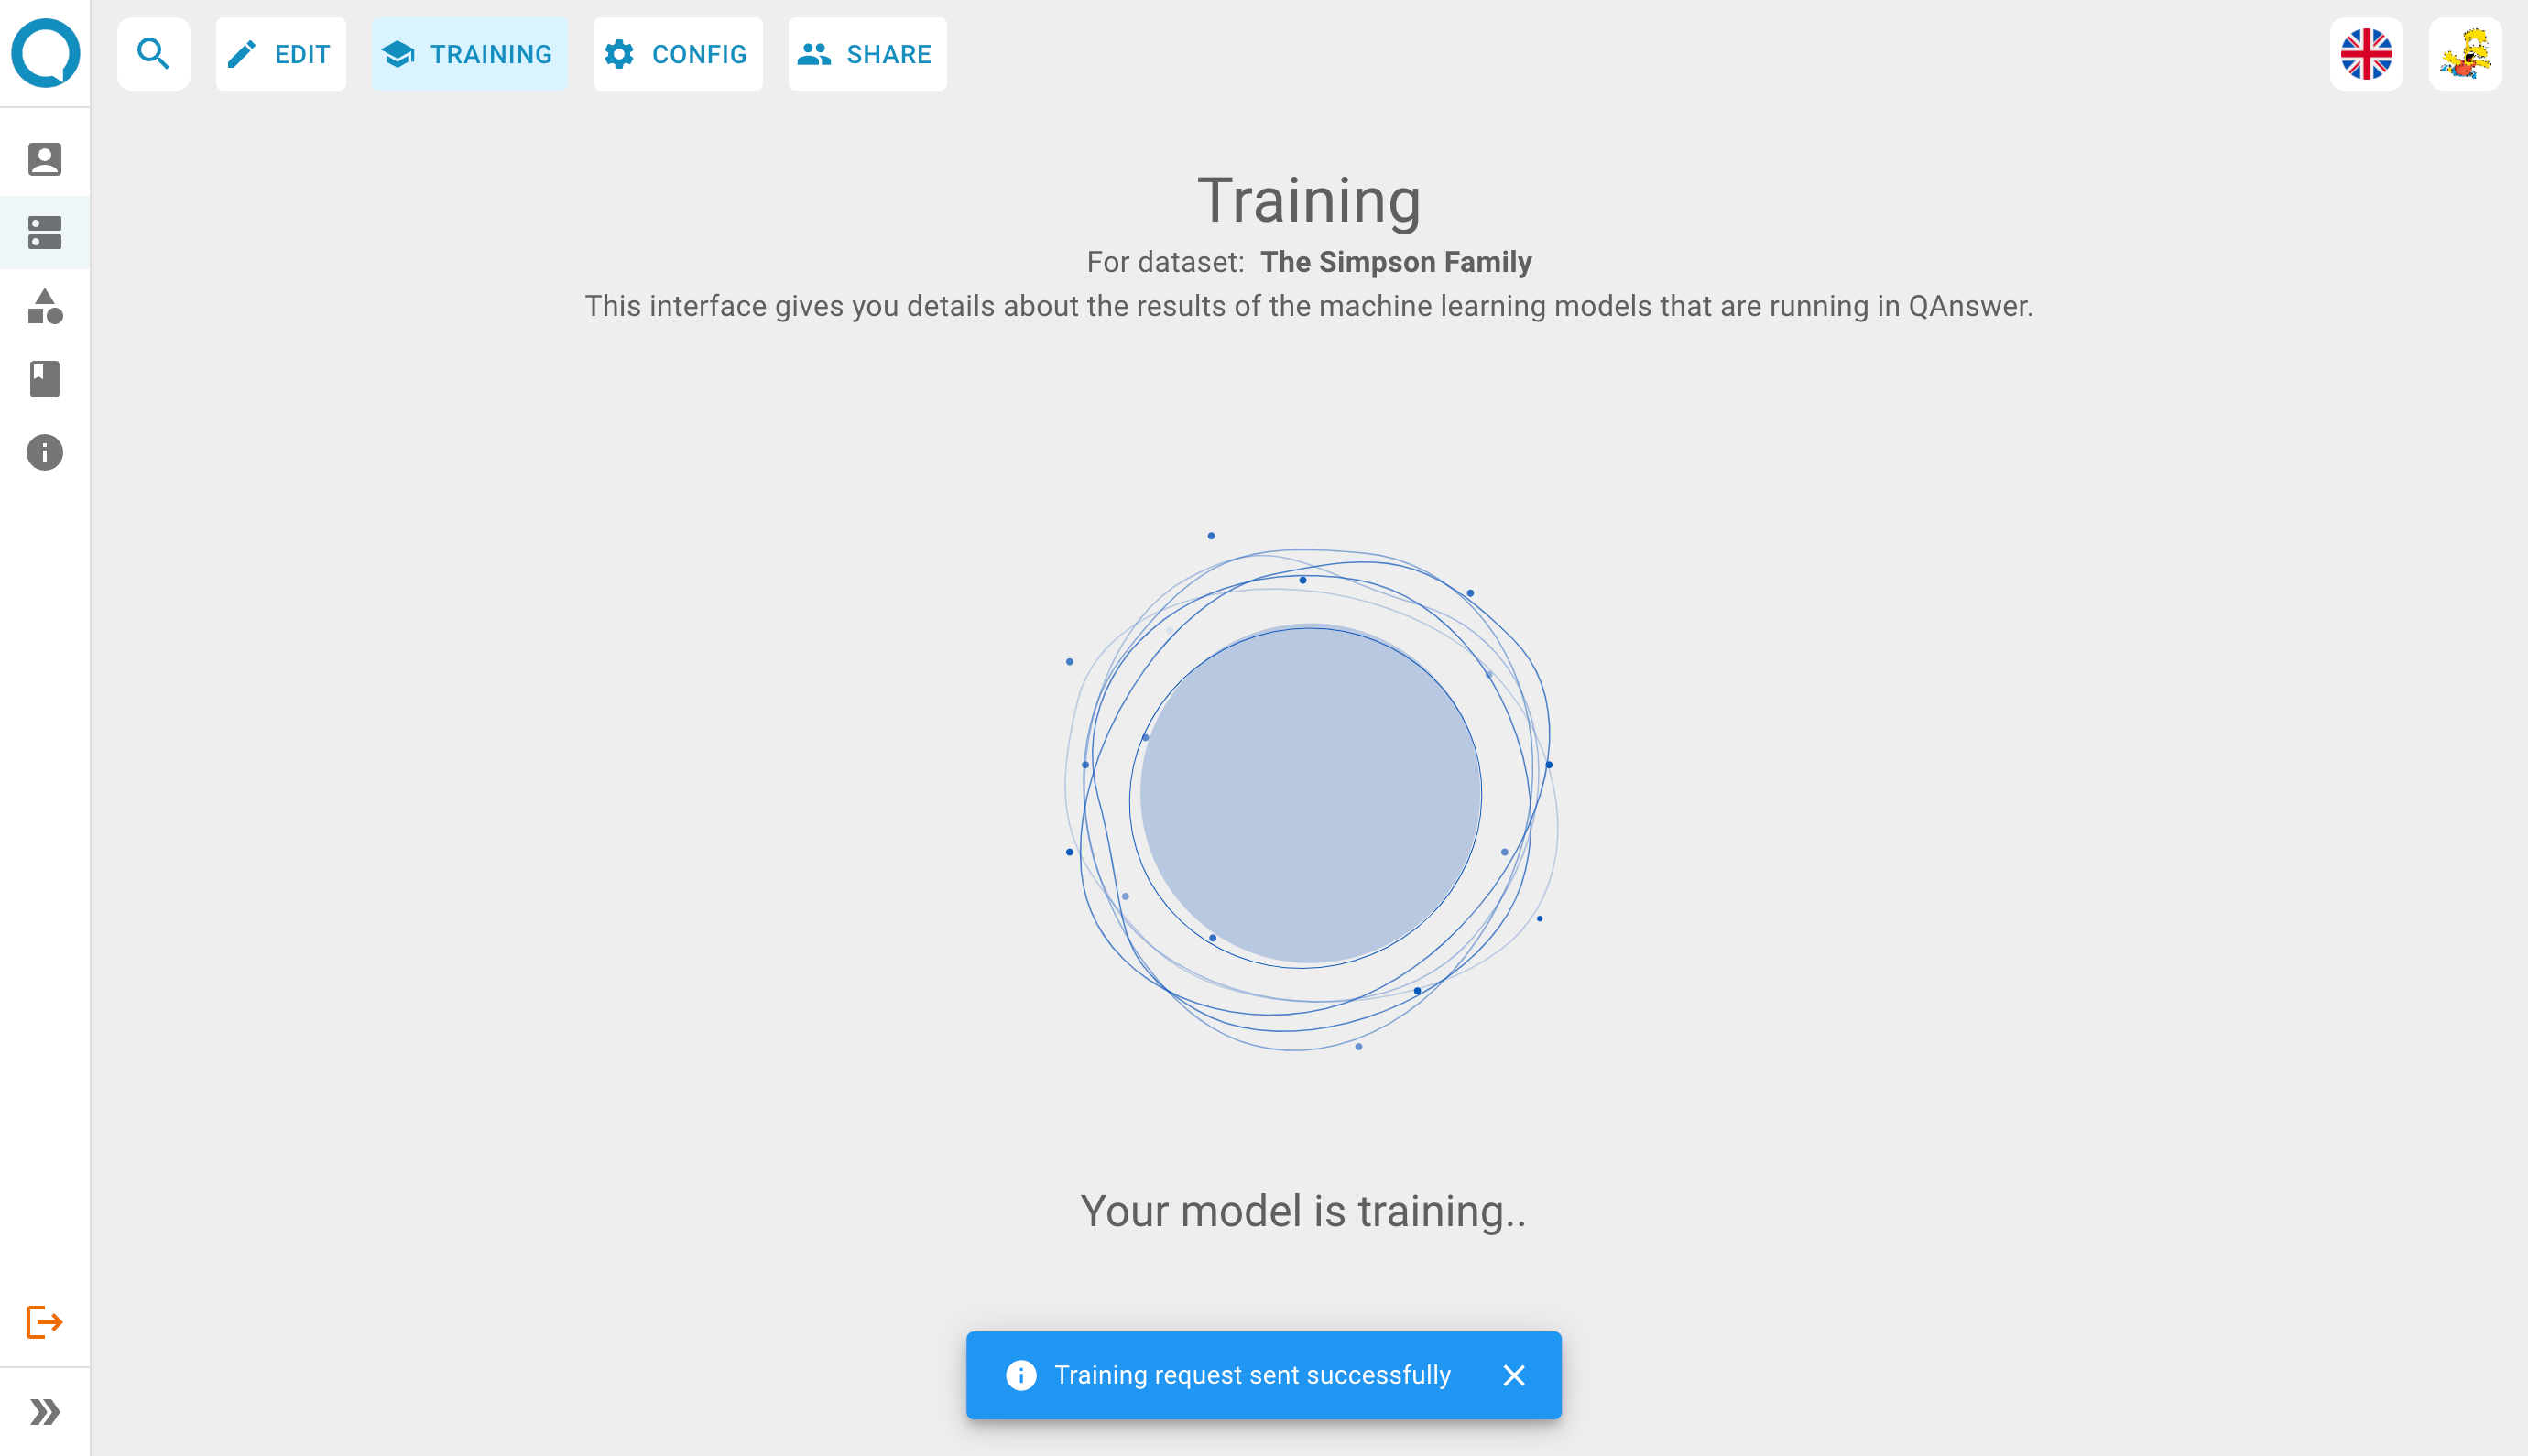 EDIT
TRAINING
CONFIG
SHARE
Training
For dataset: The Simpson Family
This interface gives you details about the results of the machine learning models that are running in QAnswer.
Your model is training..
Training request sent successfully